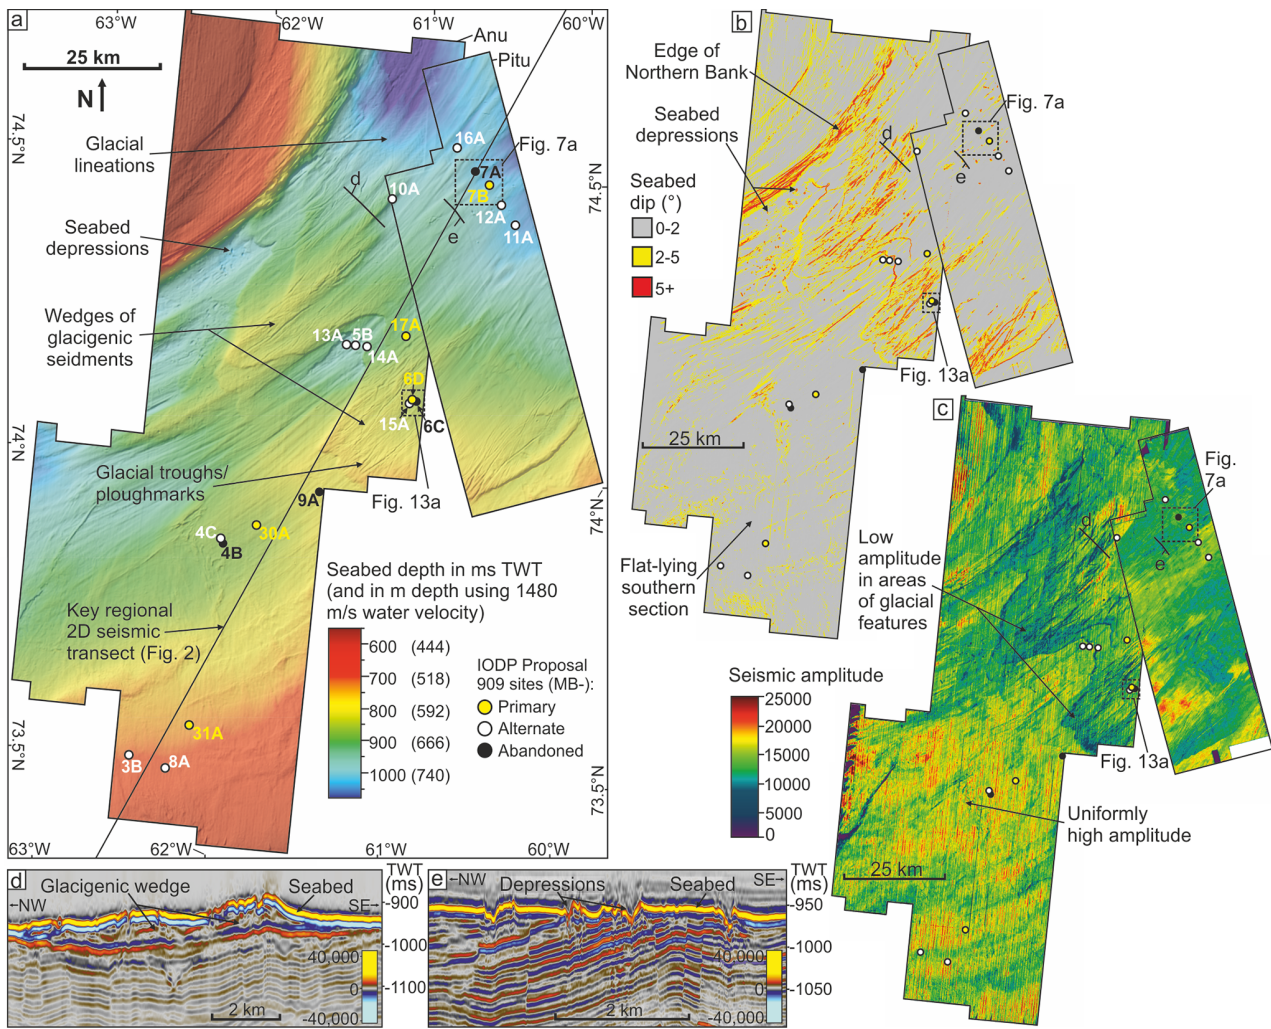 a
63°W
62°W
61°W
60°W
Anu
Pitu
25 km
N
74.5°N
Glacial
lineations
16A
Fig. 7a
7A
7B
d
10A
12A
e
11A
74.5°N
Seabed
depressions
Wedges of
glacigenic
seidments
17A
13A
5B
14A
6D
15A
6C
74°N
Glacial troughs/
ploughmarks
9A
Fig. 13a
74°N
30A
4C
4B
Seabed depth in ms TWT
(and in m depth using 1480
m/s water velocity)
600 (444)
700 (518)
800 (592)
900 (666)
1000 (740)
IODP Proposal
909 sites (MB-):
Primary
Alternate
Abandoned
Key regional
2D seismic
transect (Fig. 2)
31A
73.5°N
3B
8A
73.5°N
63°W
62°W
61°W
60°W
b
Edge of
Northern Bank
Seabed
depressions
d
Fig. 7a
e
Seabed
dip (°)
0-2
2-5
5+
Fig. 13a
25 km
Flat-lying
southern
section
c
Fig.
7a
d
e
Low
amplitude
in areas
of glacial
features
Seismic amplitude
25000
20000
15000
10000
5000
0
Fig. 13a
Uniformly
high amplitude
25 km
d
Glacigenic wedge
Seabed
←NW
SE→
TWT
(ms)
-900
-1000
-1100
40,000
0
-40,000
2 km
e
←NW
Depressions
Seabed
SE→
TWT
(ms)
-950
-1000
-1050
40,000
0
-40,000
2 km